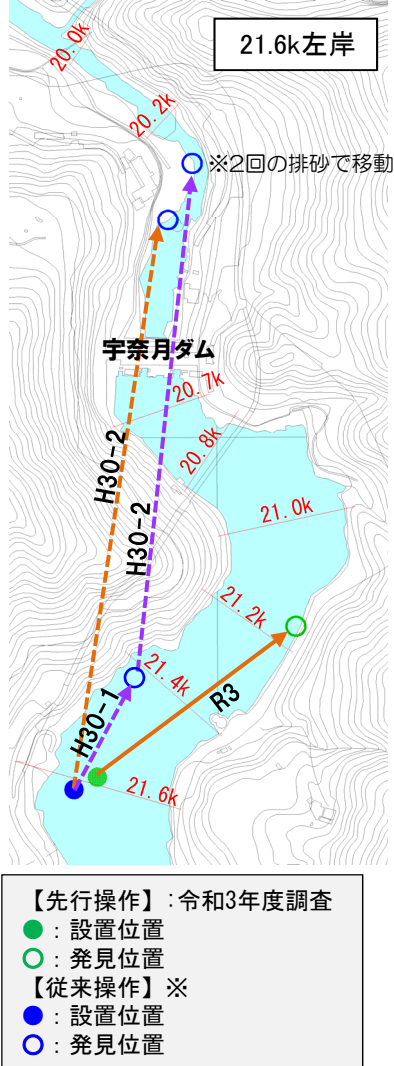 21.6k左岸
20.0k
20.2k
※2回の排砂で移動
宇奈月ダム
20.7k
20.8k
H30-2
H30-2
21.0k
21.2k
21.4k
R3
H30-1
21.6k
【先行操作】：令和3年度調査
●：設置位置
○：発見位置
【従来操作】※
●：設置位置
○：発見位置